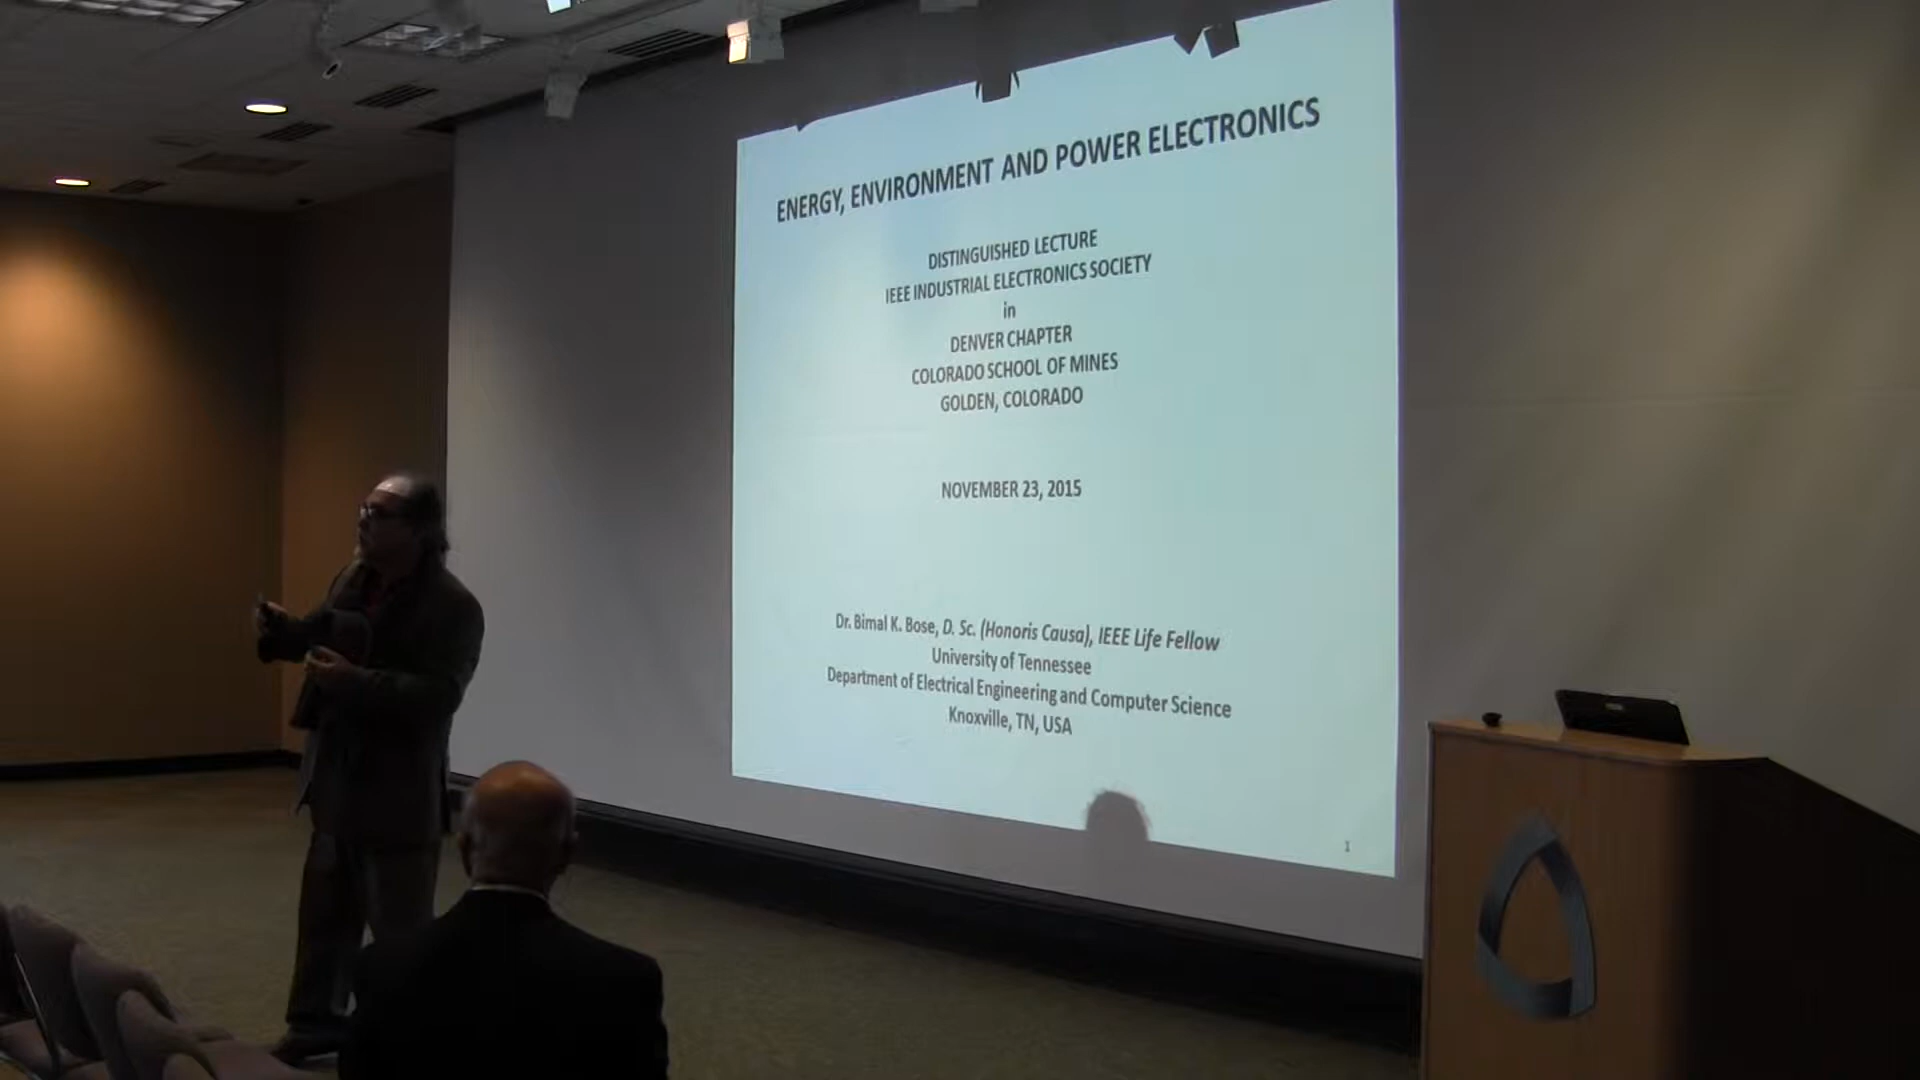 ENERGY, ENVIRONMENT AND POWER ELECTRONICS
DISTINGUISHED LECTURE
IEEE INDUSTRIAL ELECTRONICS SOCIETY
in
DENVER CHAPTER
COLORADO SCHOOL OF MINES
GOLDEN, COLORADO
NOVEMBER 23, 2015
Dr. Bimal K. Bose, D. Sc. (Honoris Causa), IEEE Life Fellow
University of Tennessee
Department of Electrical Engineering and Computer Science
Knoxville, TN, USA
1